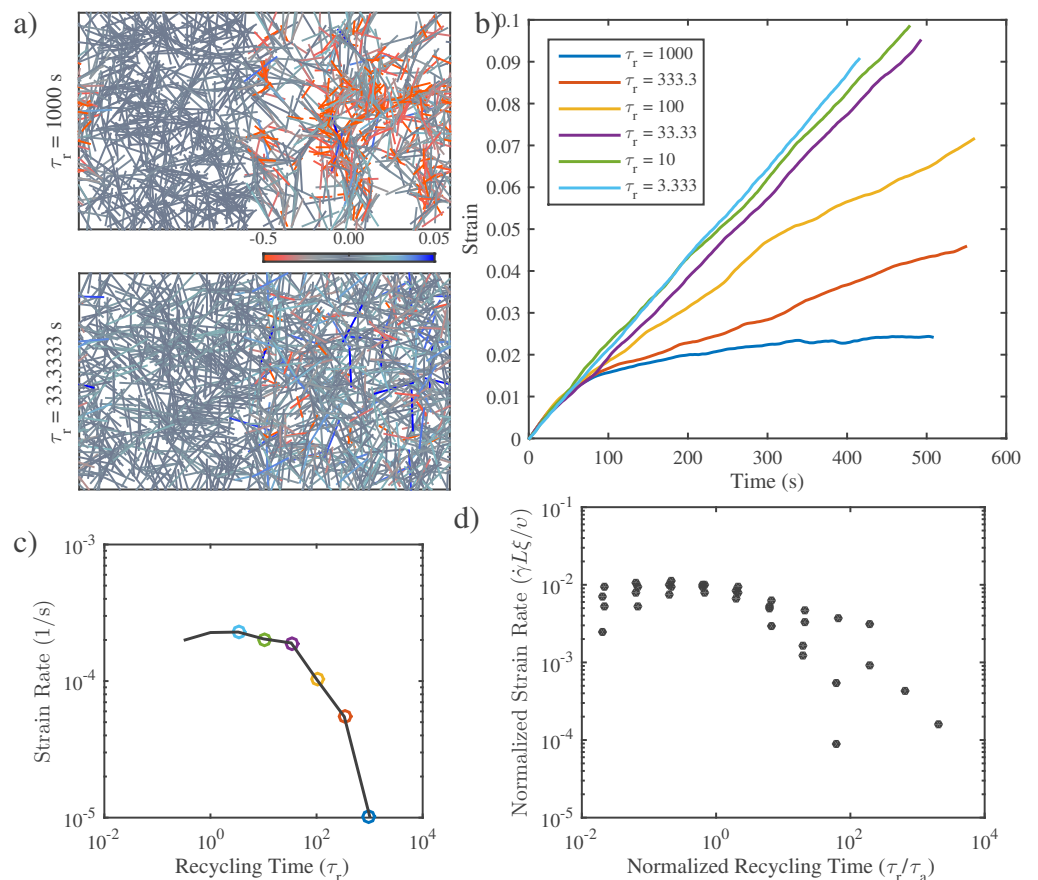 a)
τr = 1000 s
-0.5 0.00 0.05
τr = 33.3333 s
b)
0.1
0.09
0.08
0.07
0.06
0.05
0.04
0.03
0.02
0.01
0
Strain
τr = 1000
τr = 333.3
τr = 100
τr = 33.33
τr = 10
τr = 3.333
0 100 200 300 400 500 600
Time (s)
c)
10⁻³
10⁻⁴
10⁻⁵
Strain Rate (1/s)
10⁻² 10⁰ 10² 10⁴
Recycling Time (τr)
d)
10⁻¹
10⁻²
10⁻³
10⁻⁴
10⁻⁵
Normalized Strain Rate (γ̇Lξ/υ)
10⁻² 10⁰ 10² 10⁴
Normalized Recycling Time (τr/τa)